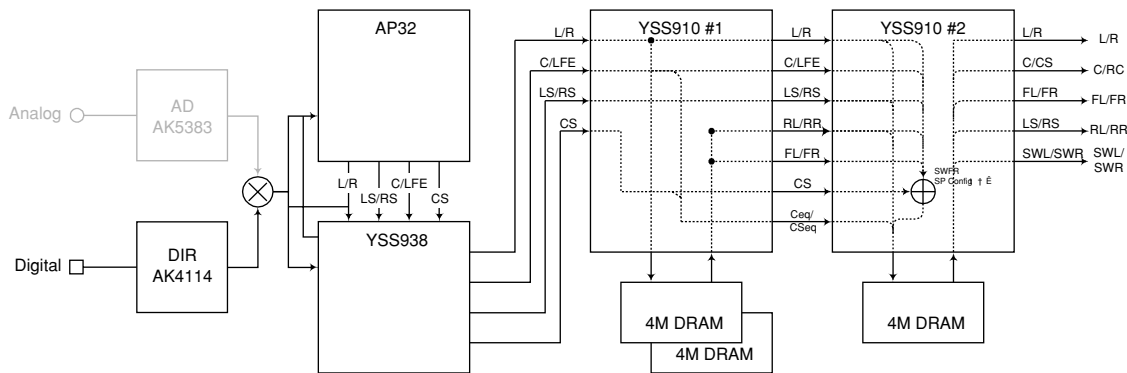 AP32
YSS910 #1
YSS910 #2
L/R
L/R
L/R
L/R
C/LFE
C/LFE
C/CS
C/RC
AD
AK5383
Analog
LS/RS
LS/RS
FL/FR
FL/FR
CS
RL/RR
LS/RS
RL/RR
FL/FR
SWL/SWR
SWL/
SWR
L/R
C/LFE
LS/RS
CS
SWFR
SP Config
CS
YSS938
Ceq/
CSeq
Digital
DIR
AK4114
4M DRAM
4M DRAM
4M DRAM